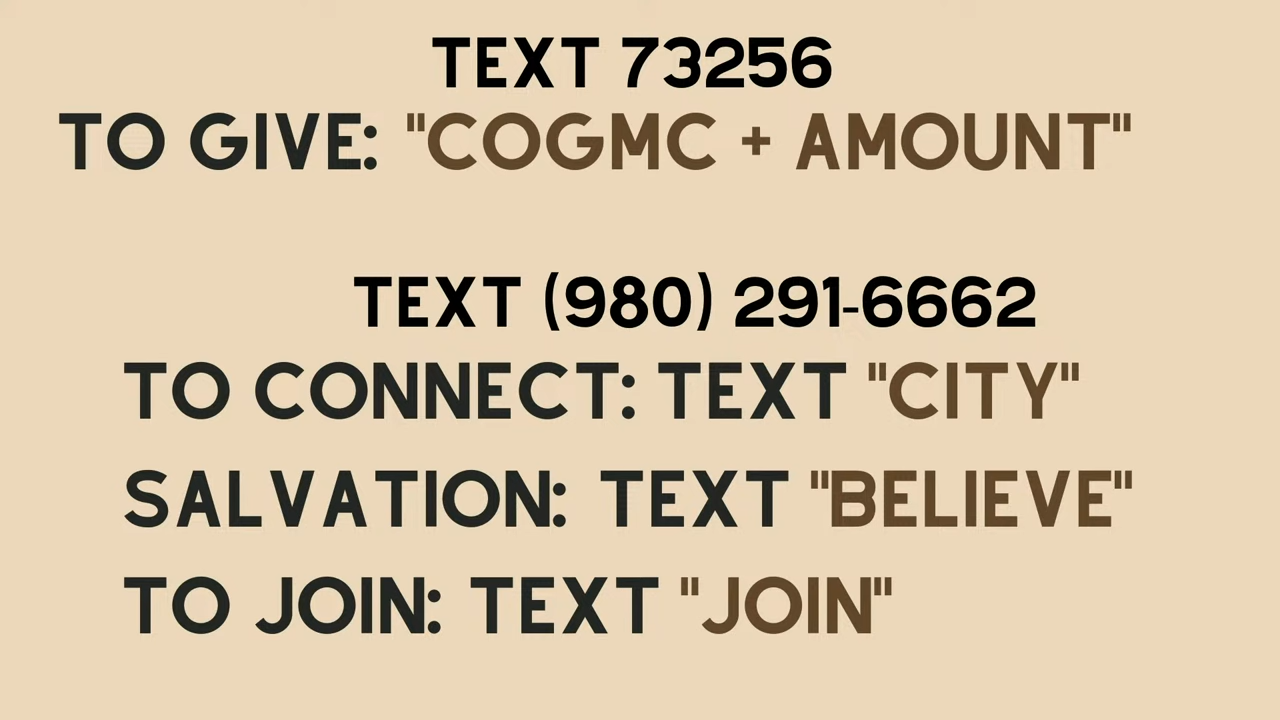 TEXT 73256
TO GIVE: "COGMC + AMOUNT"
TEXT (980) 291-6662
TO CONNECT: TEXT "CITY"
SALVATION: TEXT "BELIEVE"
TO JOIN: TEXT "JOIN"